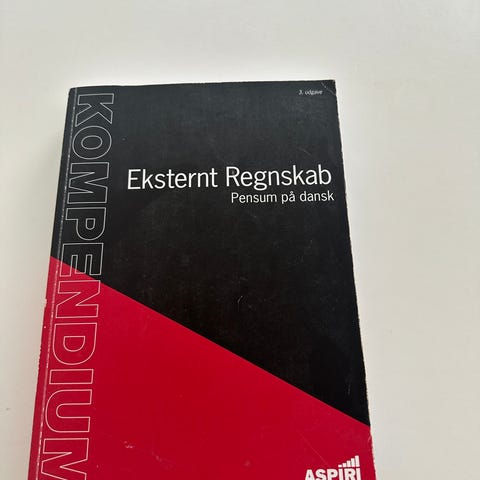 3. udgave
KOMPENDIUM
Eksternt Regnskab
Pensum på dansk
ASPIRI